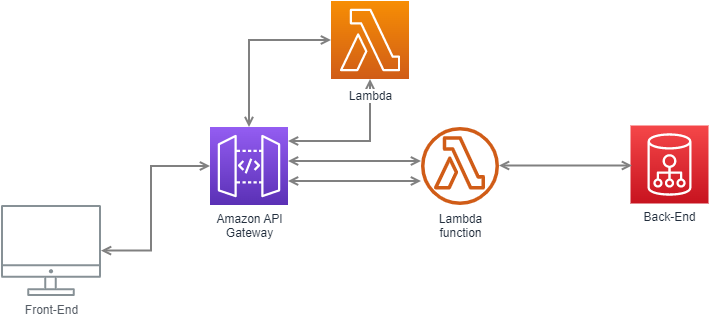 Lambda
Amazon API
Gateway
Lambda
function
Back-End
Front-End